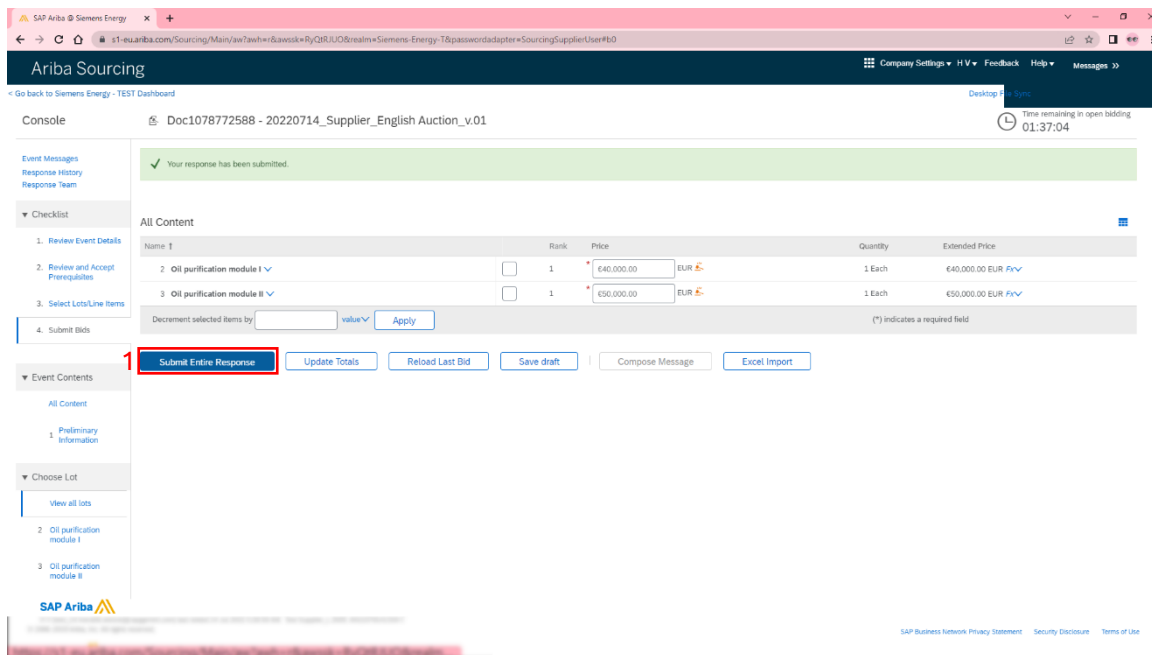 SAP Ariba @ Siemens Energy
s1-eu.ariba.com/Sourcing/Main/aw?awh=r&awssk=RyQtRJUO&realm=Siemens-Energy-T&passwordadapter=SourcingSupplierUser#b0
Ariba Sourcing
Company Settings H V Feedback Help Messages >>
< Go back to Siemens Energy - TEST Dashboard
Desktop File Sync
Console
Doc1078772588 - 20220714_Supplier_English Auction_v.01
Time remaining in open bidding
01:37:04
Event Messages
Response History
Response Team
Your response has been submitted.
Checklist
1. Review Event Details
2. Review and Accept
Prerequisites
3. Select Lots/Line Items
4. Submit Bids
All Content
Name ↑ Rank Price Quantity Extended Price
2 Oil purification module I 1 * €40,000.00 EUR 1 Each €40,000.00 EUR Fx
3 Oil purification module II 1 * €50,000.00 EUR 1 Each €50,000.00 EUR Fx
Decrement selected items by value Apply (*) indicates a required field
1 Submit Entire Response Update Totals Reload Last Bid Save draft | Compose Message Excel Import
Event Contents
All Content
1 Preliminary
Information
Choose Lot
View all lots
2 Oil purification
module I
3 Oil purification
module II
SAP Ariba
SAP Business Network Privacy Statement Security Disclosure Terms of Use